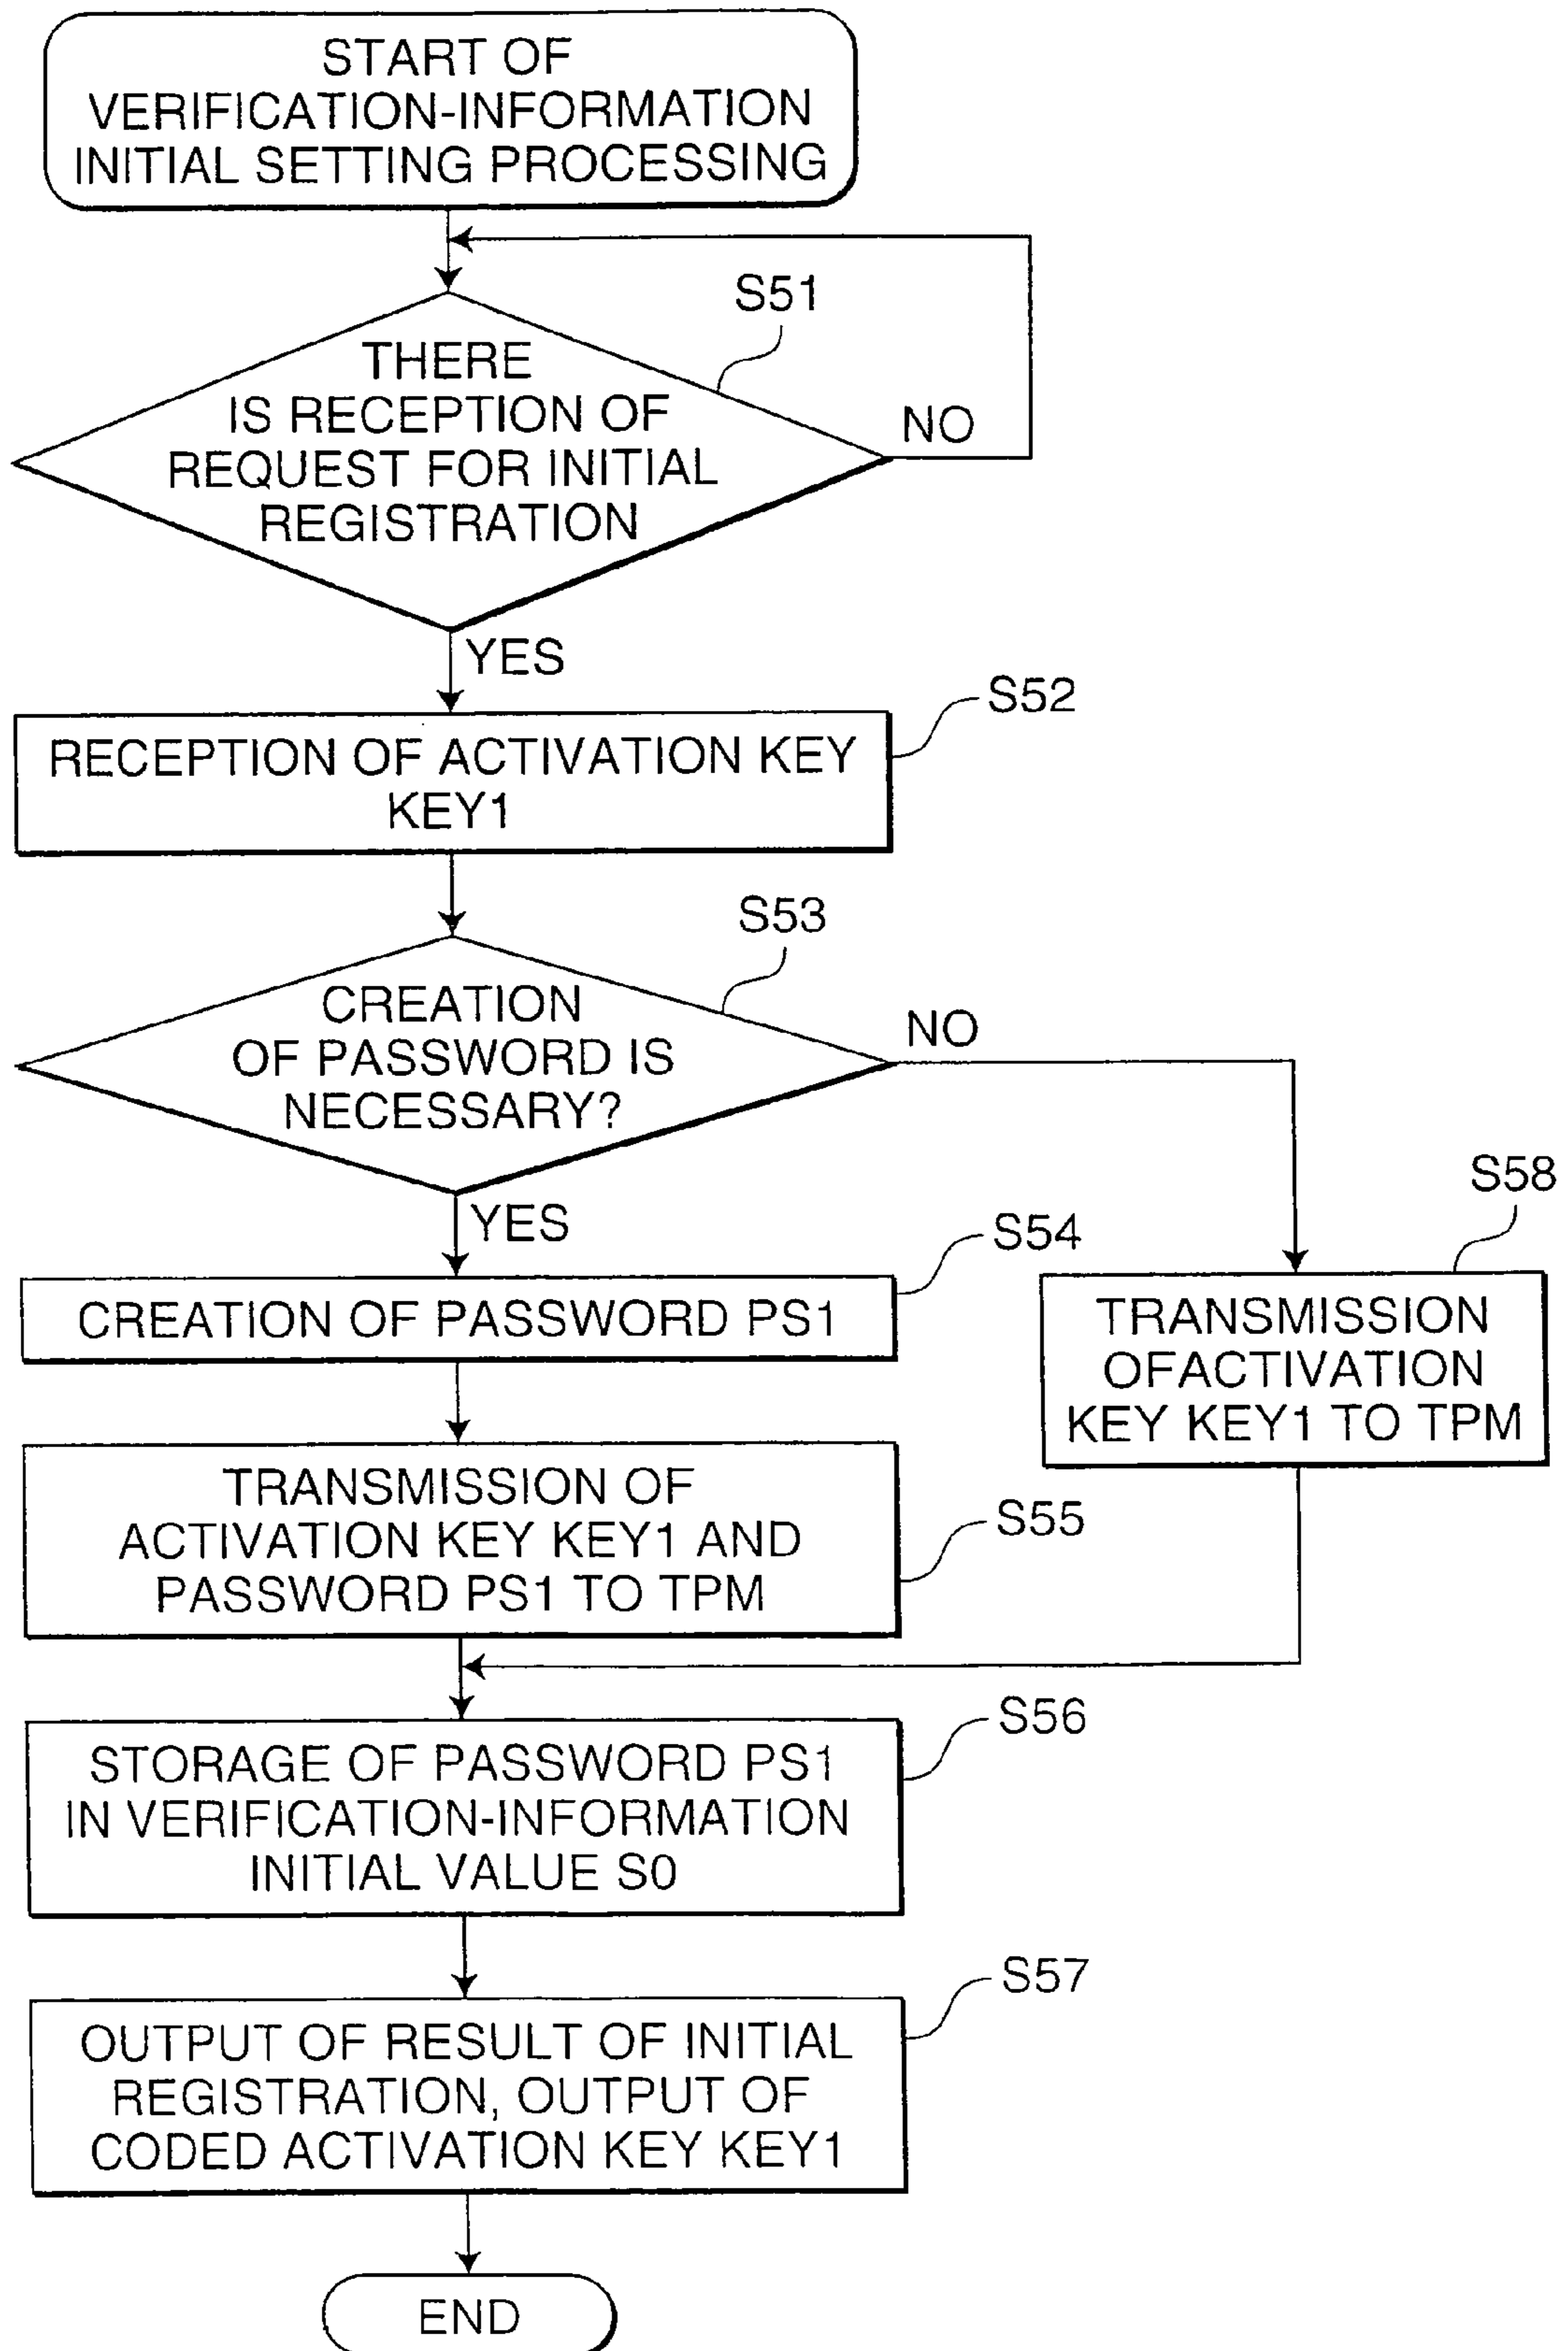 START OF
VERIFICATION-INFORMATION
INITIAL SETTING PROCESSING
S51
THERE
IS RECEPTION OF
REQUEST FOR INITIAL
REGISTRATION
NO
YES
S52
RECEPTION OF ACTIVATION KEY
KEY1
S53
CREATION
OF PASSWORD IS
NECESSARY?
NO
YES
S54
CREATION OF PASSWORD PS1
S58
TRANSMISSION
OFACTIVATION
KEY KEY1 TO TPM
TRANSMISSION OF
ACTIVATION KEY KEY1 AND
PASSWORD PS1 TO TPM
S55
S56
STORAGE OF PASSWORD PS1
IN VERIFICATION-INFORMATION
INITIAL VALUE S0
S57
OUTPUT OF RESULT OF INITIAL
REGISTRATION, OUTPUT OF
CODED ACTIVATION KEY KEY1
END